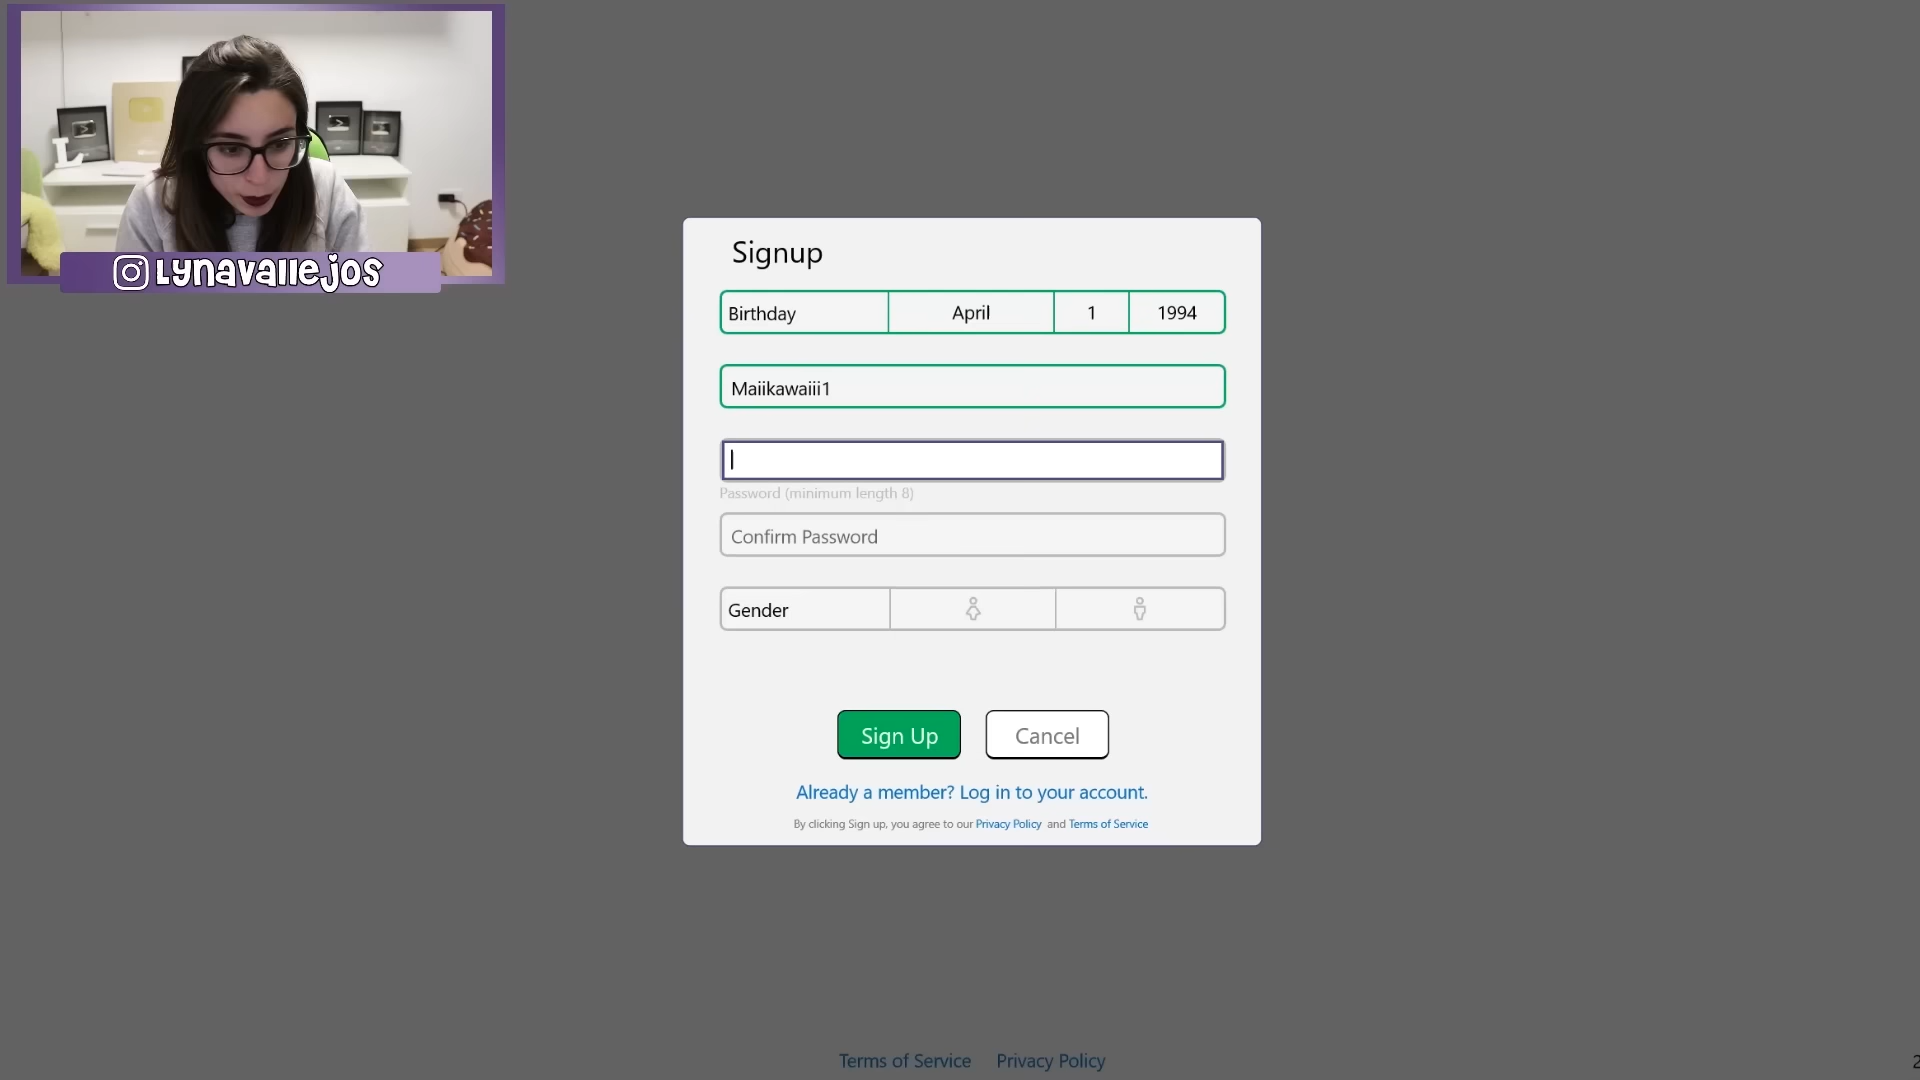 lynavallejos
Signup
Birthday April 1 1994
Maiikawaiii1
Password (minimum length 8)
Confirm Password
Gender
Sign Up Cancel
Already a member? Log in to your account.
By clicking Sign up, you agree to our Privacy Policy and Terms of Service
Terms of Service Privacy Policy
2